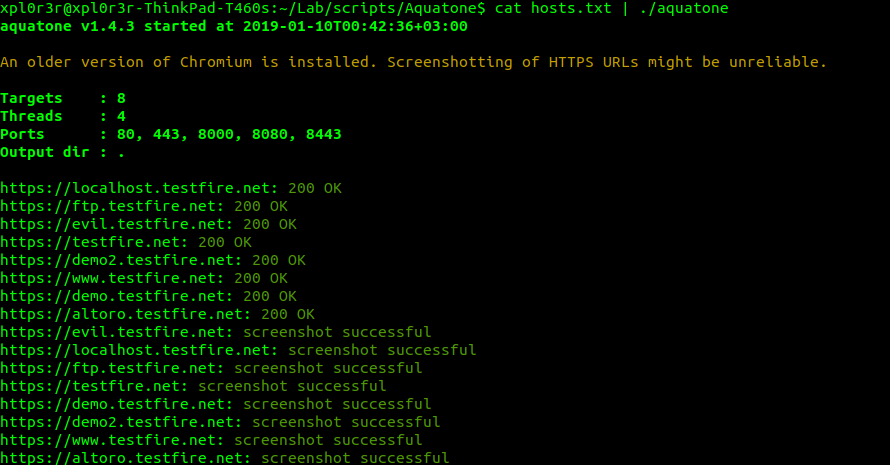 xpl0r3r@xpl0r3r-ThinkPad-T460s:~/Lab/scripts/Aquatone$ cat hosts.txt | ./aquatone
aquatone v1.4.3 started at 2019-01-10T00:42:36+03:00
An older version of Chromium is installed. Screenshotting of HTTPS URLs might be unreliable.
Targets    : 8
Threads    : 4
Ports      : 80, 443, 8000, 8080, 8443
Output dir : .
https://localhost.testfire.net: 200 OK
https://ftp.testfire.net: 200 OK
https://evil.testfire.net: 200 OK
https://testfire.net: 200 OK
https://demo2.testfire.net: 200 OK
https://www.testfire.net: 200 OK
https://demo.testfire.net: 200 OK
https://altoro.testfire.net: 200 OK
https://evil.testfire.net: screenshot successful
https://localhost.testfire.net: screenshot successful
https://ftp.testfire.net: screenshot successful
https://testfire.net: screenshot successful
https://demo.testfire.net: screenshot successful
https://demo2.testfire.net: screenshot successful
https://www.testfire.net: screenshot successful
https://altoro.testfire.net: screenshot successful